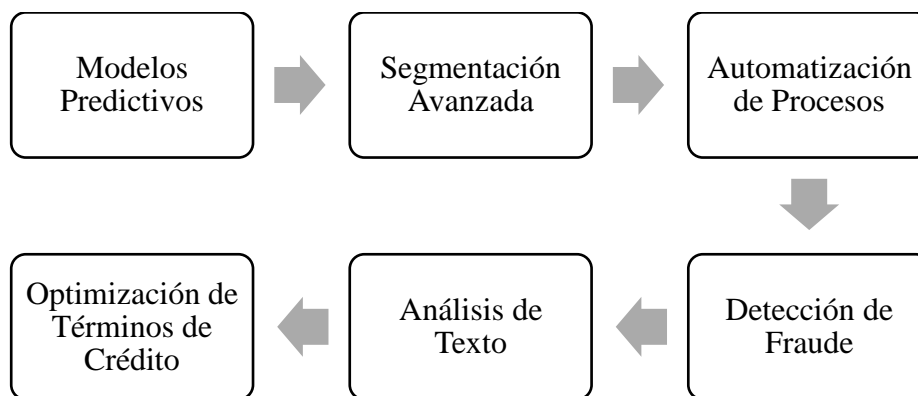 Modelos
Predictivos
Segmentación
Avanzada
Automatización
de Procesos
Optimización de
Términos de
Crédito
Análisis de
Texto
Detección de
Fraude